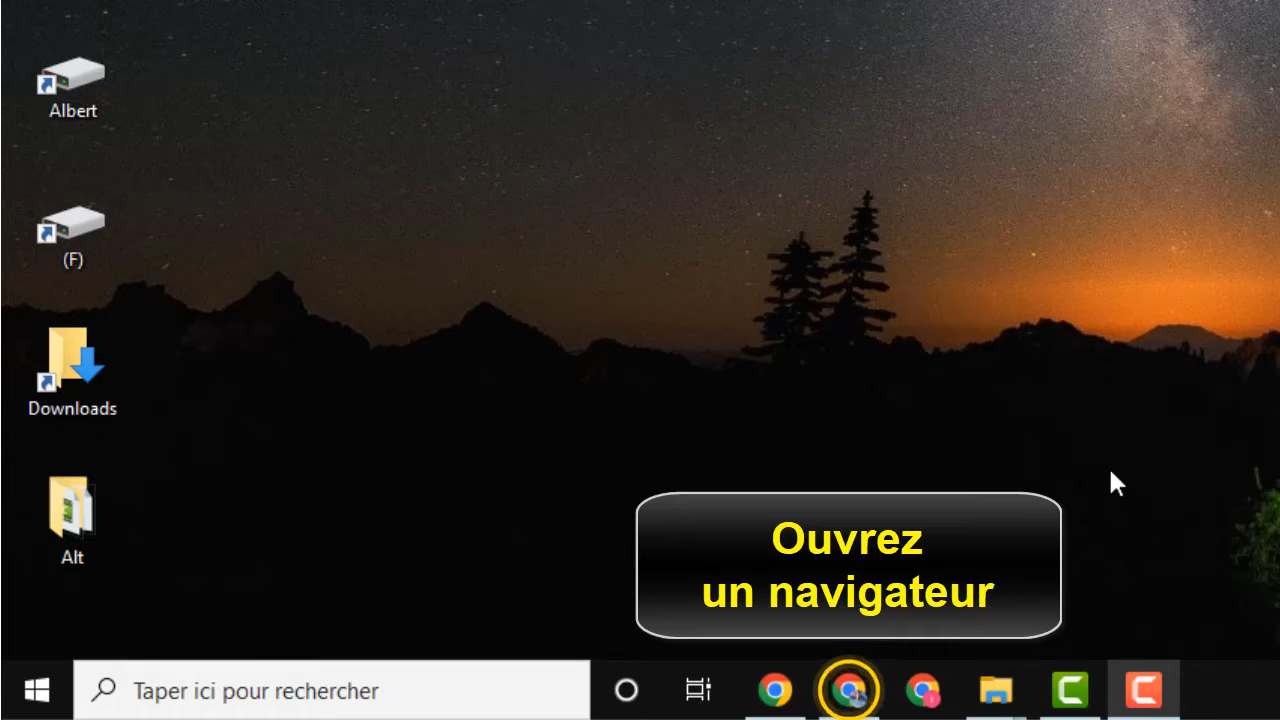 Albert
(F)
Downloads
Alt
Ouvrez
un navigateur
Taper ici pour rechercher